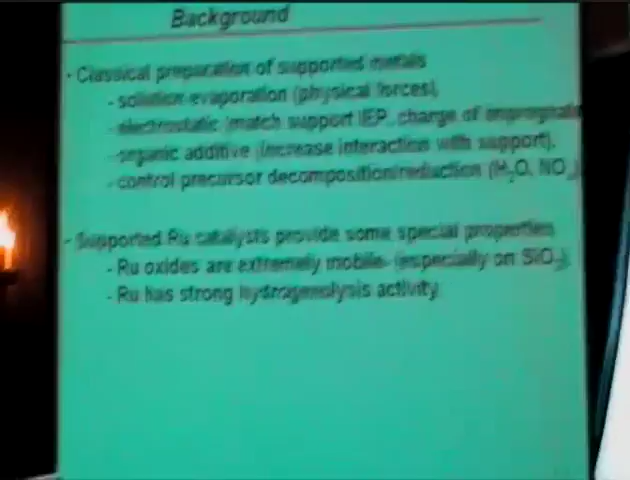 Background
· Classical preparation of supported metals
- solution evaporation (physical forces),
- electrostatic (match support IEP, charge of impregnate
- organic additive (increase interaction with support),
- control precursor decomposition/reduction (H₂O, NOₓ)
· Supported Ru catalysts provide some special properties
- Ru oxides are extremely mobile (especially on SiO₂),
- Ru has strong hydrogenolysis activity